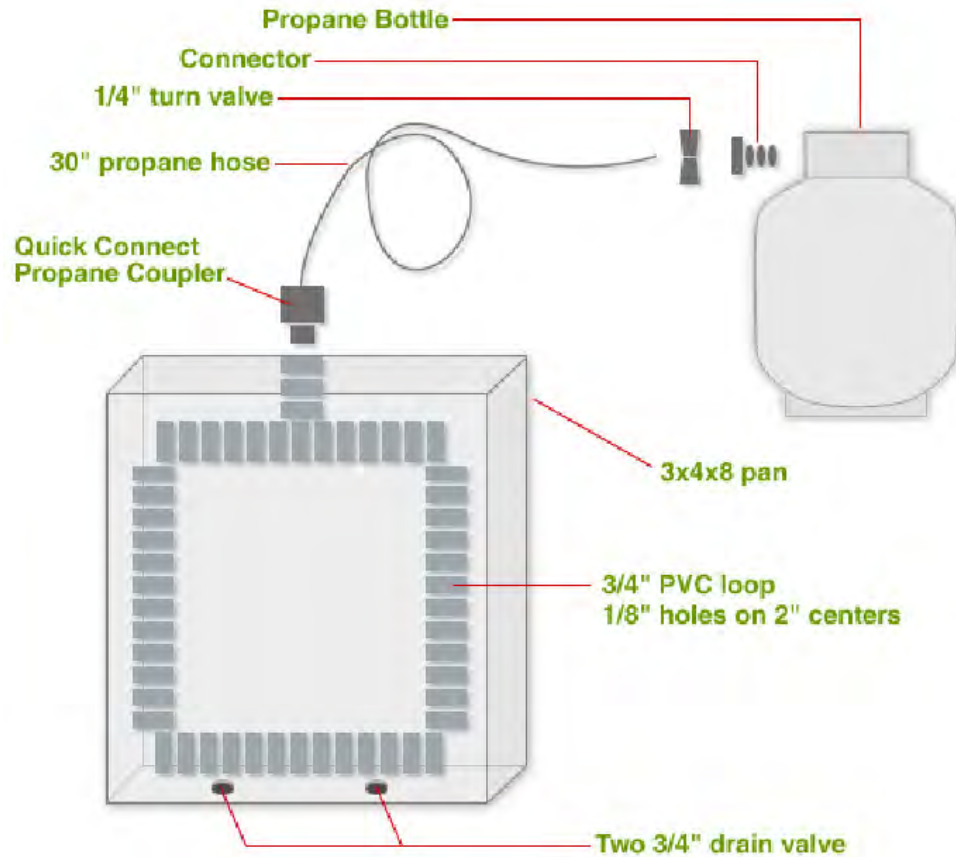 Propane Bottle
Connector
1/4" turn valve
30" propane hose
Quick Connect
Propane Coupler
3x4x8 pan
3/4" PVC loop
1/8" holes on 2" centers
Two 3/4" drain valve